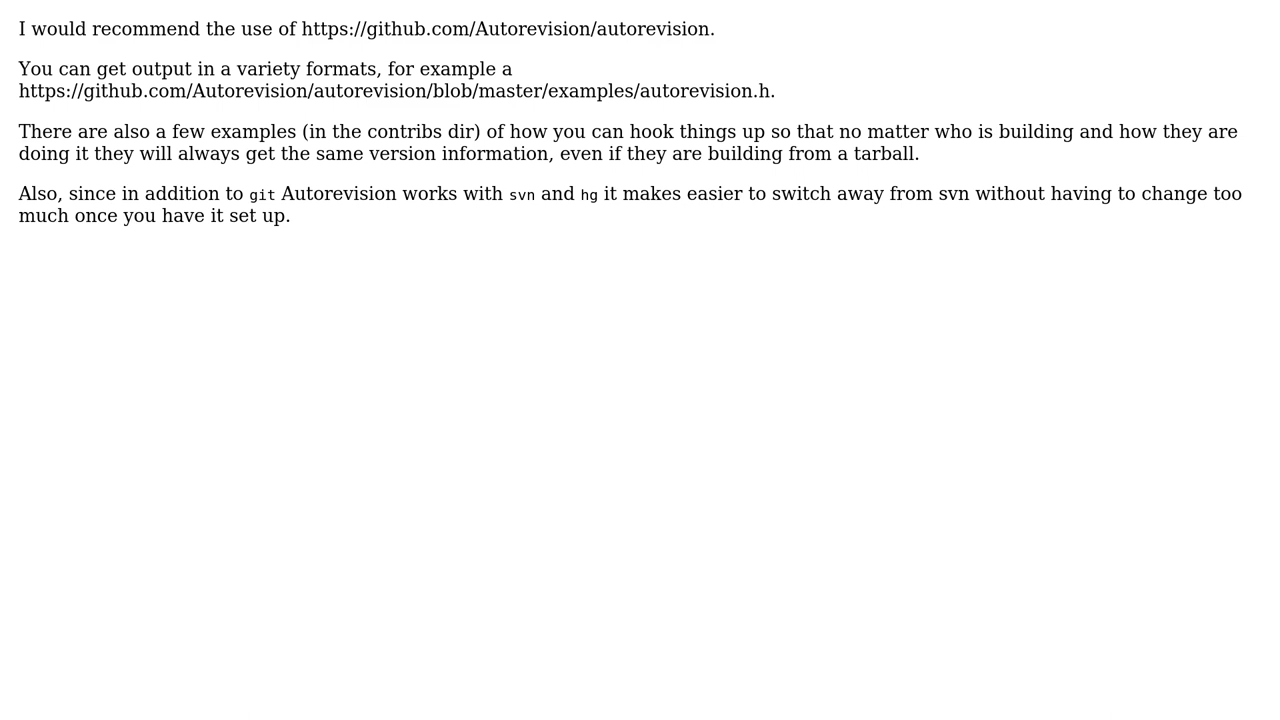 I would recommend the use of https://github.com/Autorevision/autorevision.
You can get output in a variety formats, for example a
https://github.com/Autorevision/autorevision/blob/master/examples/autorevision.h.
There are also a few examples (in the contribs dir) of how you can hook things up so that no matter who is building and how they are
doing it they will always get the same version information, even if they are building from a tarball.
Also, since in addition to git Autorevision works with svn and hg it makes easier to switch away from svn without having to change too
much once you have it set up.